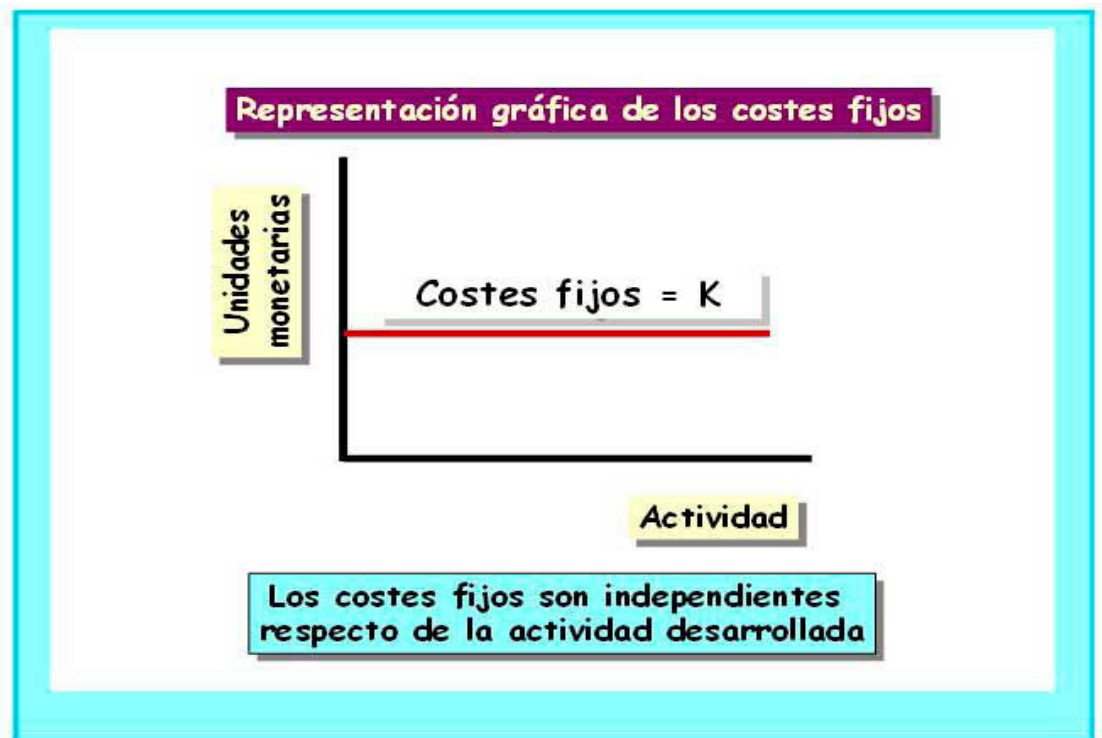 Representación gráfica de los costes fijos
Unidades
monetarias
Costes fijos = K
Actividad
Los costes fijos son independientes
respecto de la actividad desarrollada